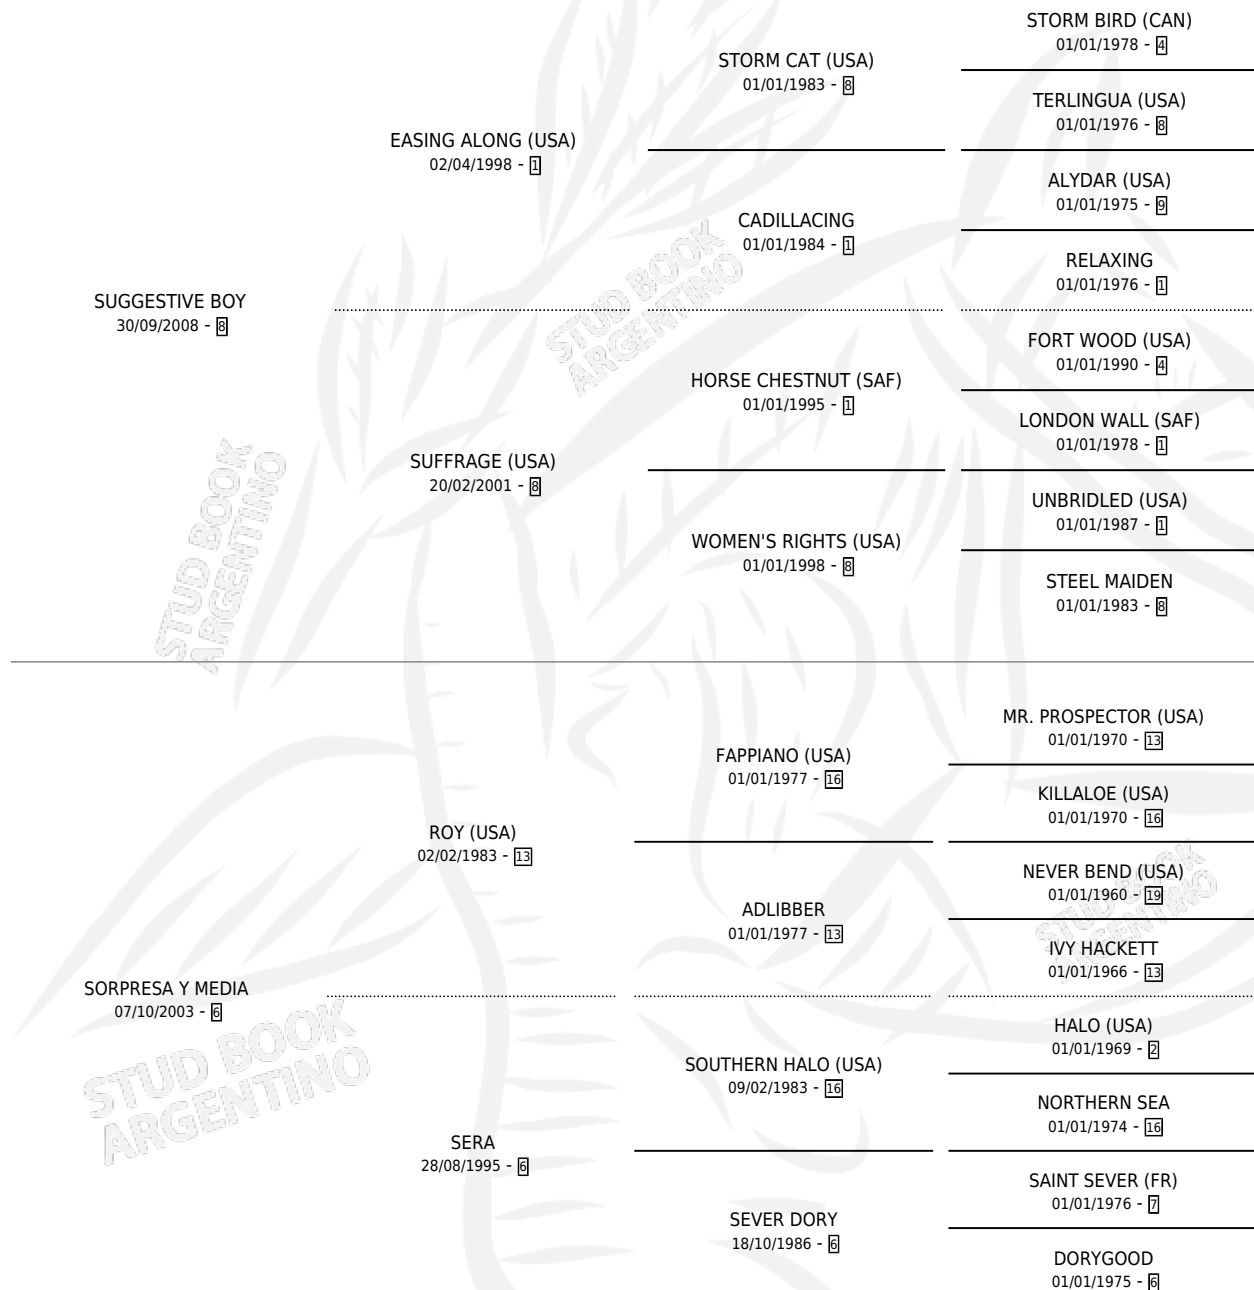 STORM BIRD (CAN)
01/01/1978 - 4
STORM CAT (USA)
01/01/1983 - 8
TERLINGUA (USA)
01/01/1976 - 8
EASING ALONG (USA)
02/04/1998 - 1
ALYDAR (USA)
01/01/1975 - 9
CADILLACING
01/01/1984 - 1
RELAXING
01/01/1976 - 1
SUGGESTIVE BOY
30/09/2008 - 8
FORT WOOD (USA)
01/01/1990 - 4
HORSE CHESTNUT (SAF)
01/01/1995 - 1
LONDON WALL (SAF)
01/01/1978 - 1
SUFFRAGE (USA)
20/02/2001 - 8
UNBRIDLED (USA)
01/01/1987 - 1
WOMEN'S RIGHTS (USA)
01/01/1998 - 8
STEEL MAIDEN
01/01/1983 - 8
MR. PROSPECTOR (USA)
01/01/1970 - 13
FAPPIANO (USA)
01/01/1977 - 16
KILLALOE (USA)
01/01/1970 - 16
ROY (USA)
02/02/1983 - 13
NEVER BEND (USA)
01/01/1960 - 19
ADLIBBER
01/01/1977 - 13
IVY HACKETT
01/01/1966 - 13
SORPRESA Y MEDIA
07/10/2003 - 6
HALO (USA)
01/01/1969 - 2
SOUTHERN HALO (USA)
09/02/1983 - 16
NORTHERN SEA
01/01/1974 - 16
SERA
28/08/1995 - 6
SAINT SEVER (FR)
01/01/1976 - 7
SEVER DORY
18/10/1986 - 6
DORYGOOD
01/01/1975 - 6
STUD BOOK
ARGENTINO
STUD BOOK
ARGENTINO
STUD BOOK
ARGENTINO
STUD BOOK
ARGENTINO